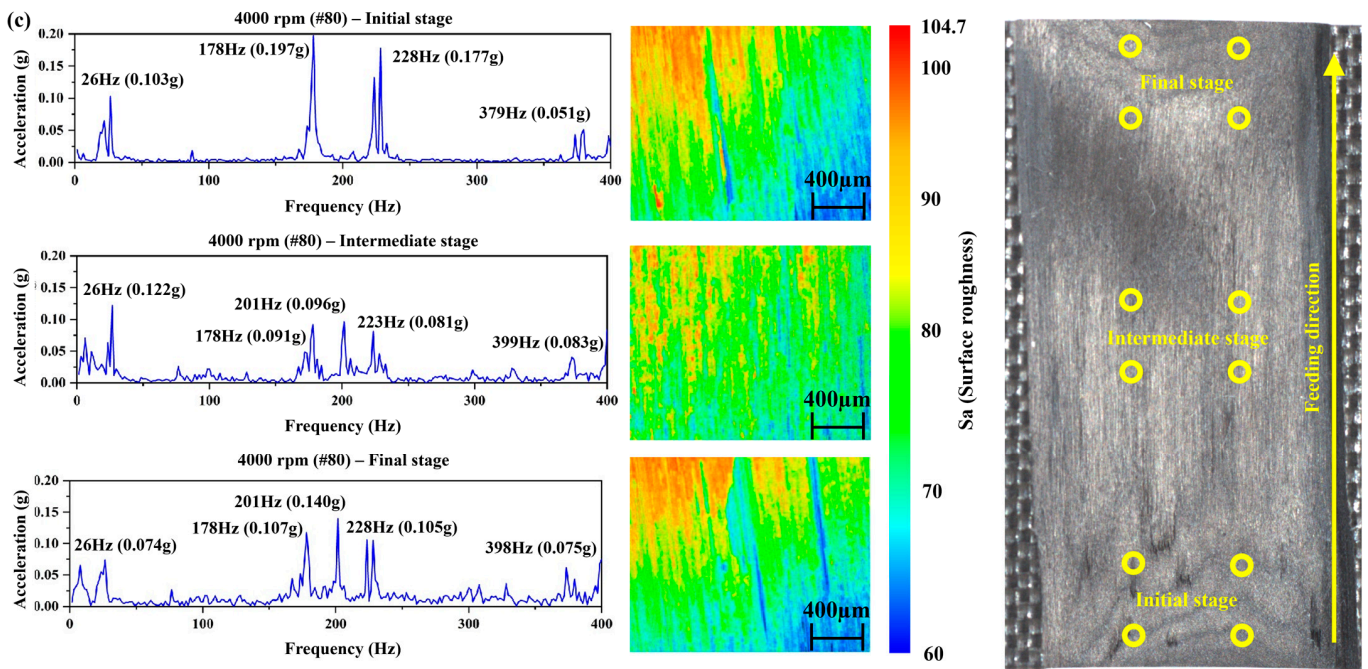 (c)
4000 rpm (#80) – Initial stage
Acceleration (g)
0.20
0.15
0.10
0.05
0.00
26Hz (0.103g)
178Hz (0.197g)
228Hz (0.177g)
379Hz (0.051g)
0 100 200 300 400
Frequency (Hz)
400µm
4000 rpm (#80) – Intermediate stage
Acceleration (g)
0.20
0.15
0.10
0.05
0.00
26Hz (0.122g)
201Hz (0.096g)
178Hz (0.091g)
223Hz (0.081g)
399Hz (0.083g)
0 100 200 300 400
Frequency (Hz)
400µm
4000 rpm (#80) – Final stage
Acceleration (g)
0.20
0.15
0.10
0.05
0.00
26Hz (0.074g)
201Hz (0.140g)
178Hz (0.107g)
228Hz (0.105g)
398Hz (0.075g)
0 100 200 300 400
Frequency (Hz)
400µm
104.7
100
90
80
70
60
Sa (Surface roughness)
Final stage
Intermediate stage
Initial stage
Feeding direction